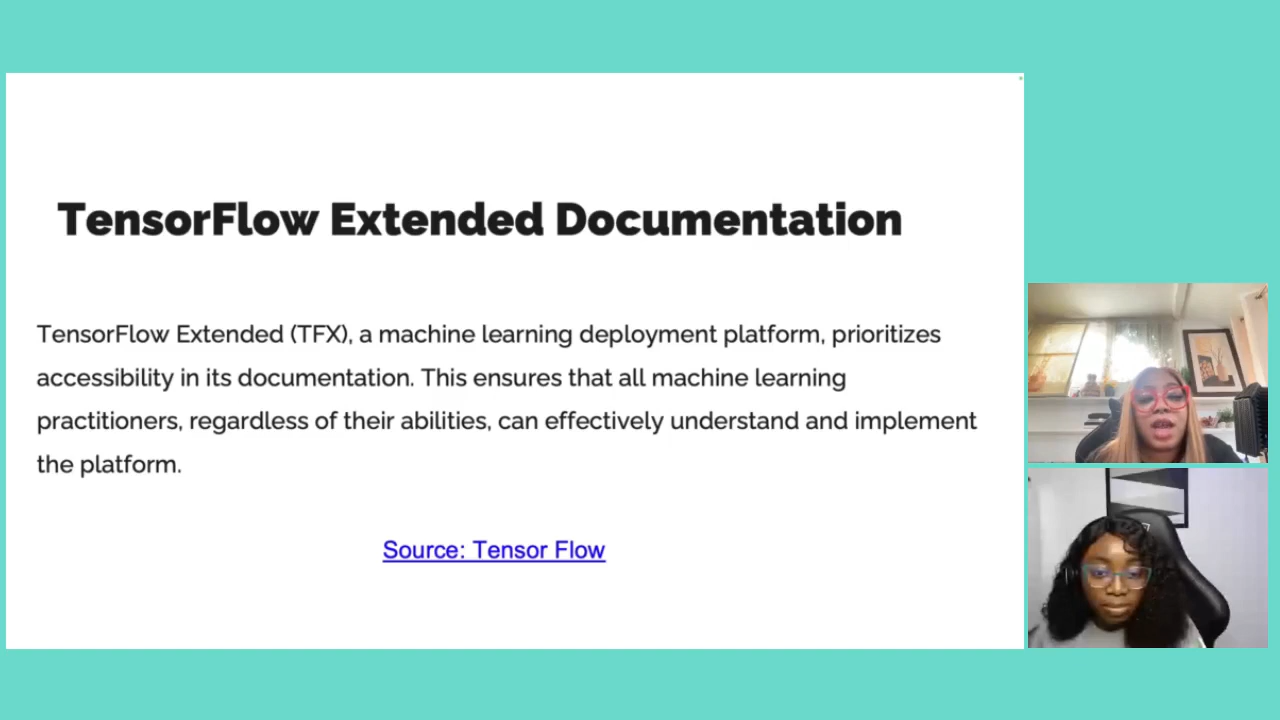 TensorFlow Extended Documentation
TensorFlow Extended (TFX), a machine learning deployment platform, prioritizes
accessibility in its documentation. This ensures that all machine learning
practitioners, regardless of their abilities, can effectively understand and implement
the platform.
Source: Tensor Flow